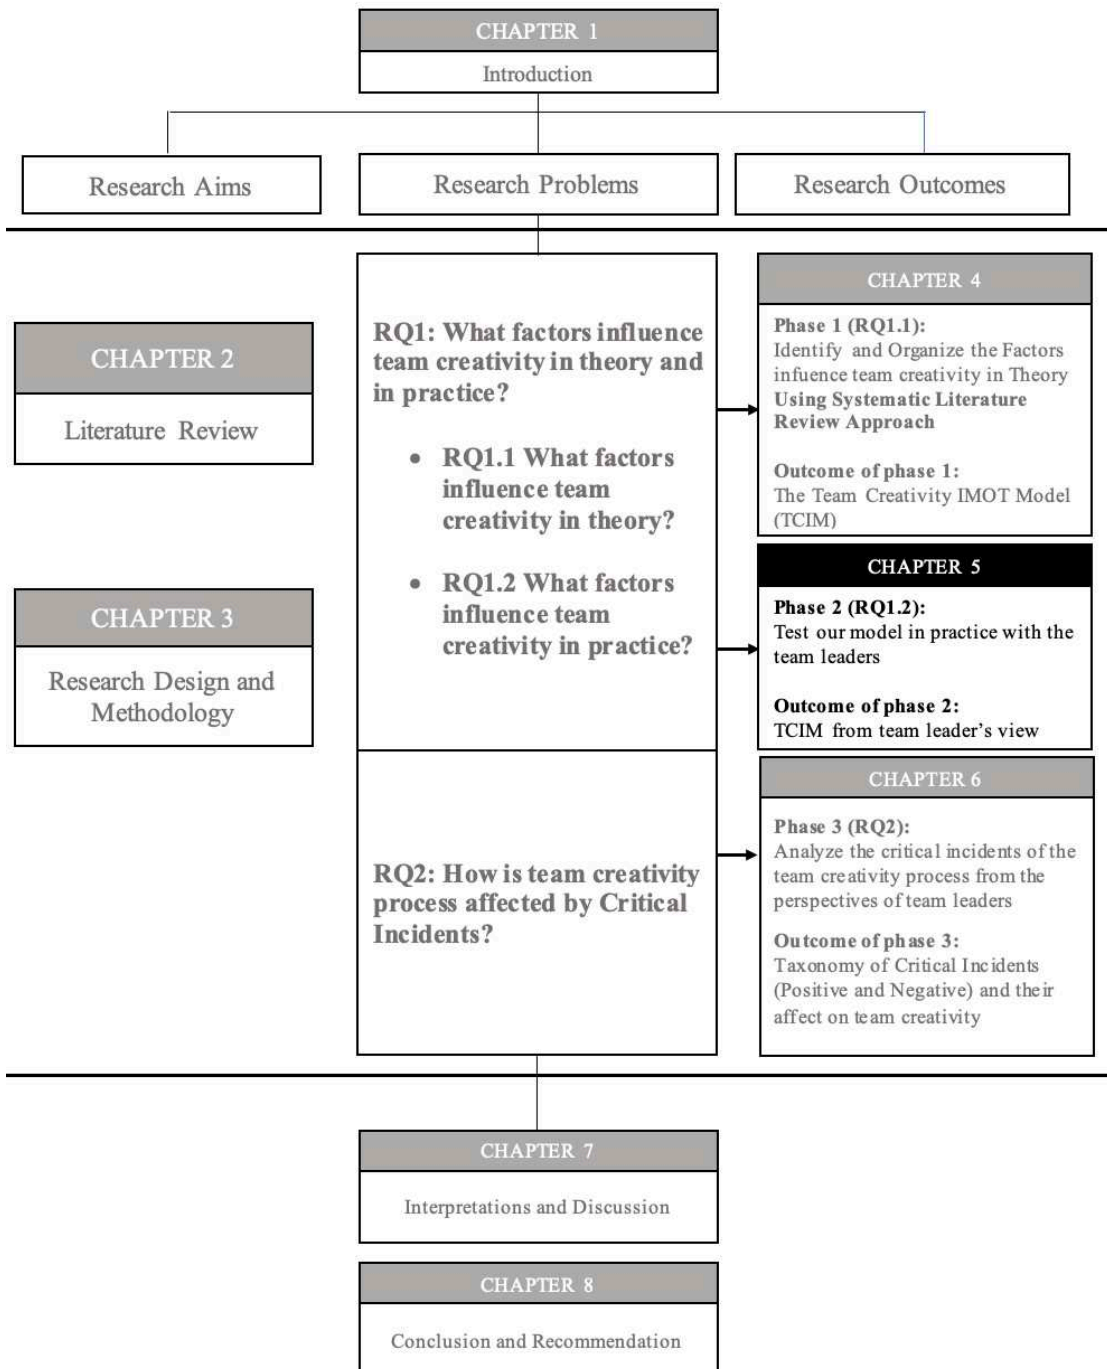 CHAPTER 1
Introduction
Research Aims
Research Problems
Research Outcomes
CHAPTER 2
Literature Review
CHAPTER 3
Research Design and
Methodology
RQ1: What factors influence
team creativity in theory and
in practice?
• RQ1.1 What factors
influence team
creativity in theory?
• RQ1.2 What factors
influence team
creativity in practice?
RQ2: How is team creativity
process affected by Critical
Incidents?
CHAPTER 4
Phase 1 (RQ1.1):
Identify and Organize the Factors
infuence team creativity in Theory
Using Systematic Literature
Review Approach
Outcome of phase 1:
The Team Creativity IMOT Model
(TCIM)
CHAPTER 5
Phase 2 (RQ1.2):
Test our model in practice with the
team leaders
Outcome of phase 2:
TCIM from team leader's view
CHAPTER 6
Phase 3 (RQ2):
Analyze the critical incidents of the
team creativity process from the
perspectives of team leaders
Outcome of phase 3:
Taxonomy of Critical Incidents
(Positive and Negative) and their
affect on team creativity
CHAPTER 7
Interpretations and Discussion
CHAPTER 8
Conclusion and Recommendation